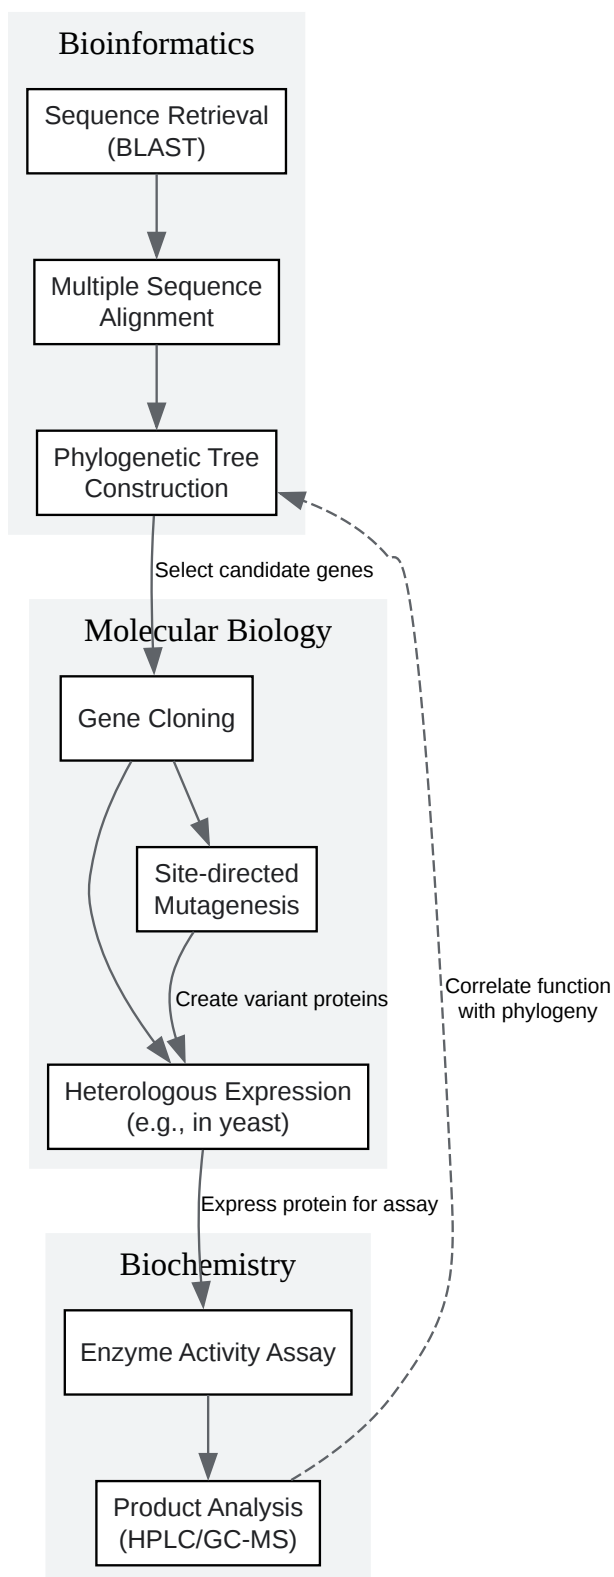 Bioinformatics
Sequence Retrieval
(BLAST)
Multiple Sequence
Alignment
Phylogenetic Tree
Construction
Select candidate genes
Molecular Biology
Gene Cloning
Site-directed
Mutagenesis
Correlate function
with phylogeny
Create variant proteins
Heterologous Expression
(e.g., in yeast)
Express protein for assay
Biochemistry
Enzyme Activity Assay
Product Analysis
(HPLC/GC-MS)